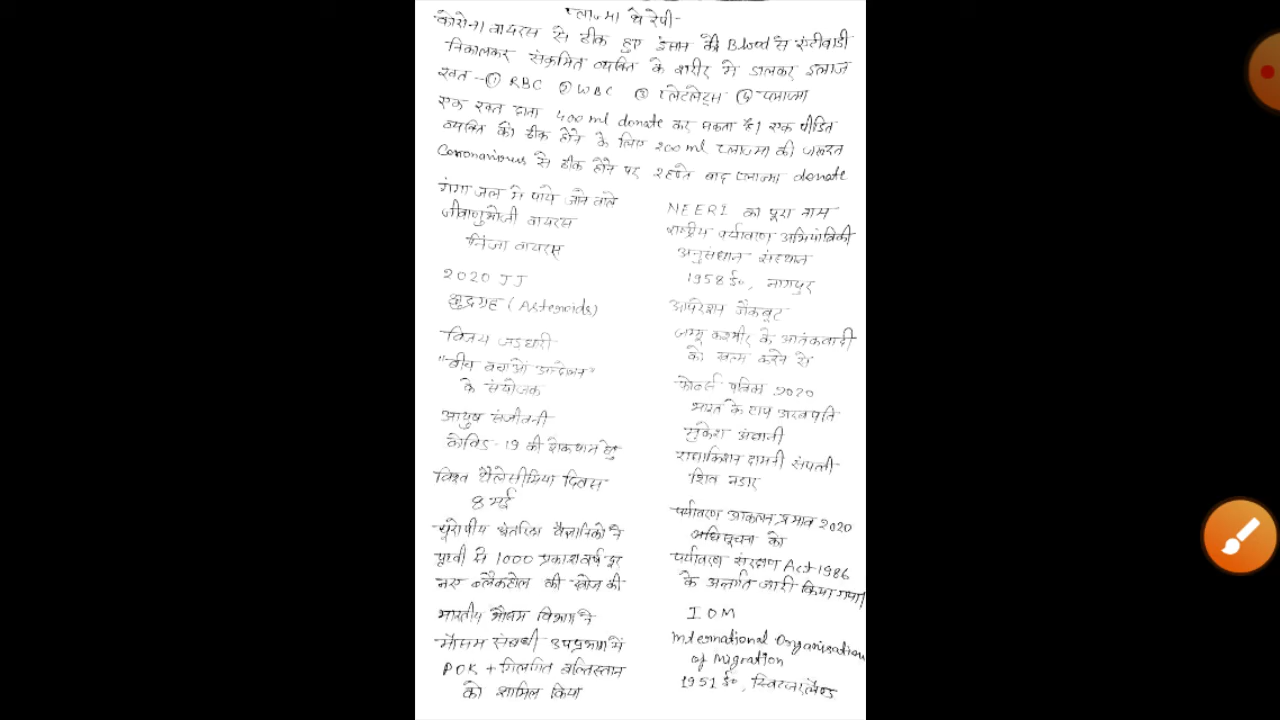 प्लाज्मा थेरेपी-
कोरोना वायरस से ठीक हुए इंसान की Blood से एंटीबाडी
निकालकर संक्रमित व्यक्ति के शरीर में डालकर इलाज
रक्त - ① RBC ② WBC ③ प्लेटलेट्स ④ प्लाज्मा
एक रक्त दाता 400 ml donate कर सकता है। एक पीडित
व्यक्ति को ठीक होने के लिए 200 ml प्लाज्मा की जरूरत
से ठीक होने पर 2 हफ्ते बाद प्लाज्मा donate
गंगा जल में पाये जाने वाले
जीवाणुभोजी वायरस
निंजा वायरस
2020 JJ
क्षुद्रग्रह (Asteroids)
विजय जडधारी
"बीज बचाओ आन्दोलन"
के संयोजक
आयुष संजीवनी
कोविड-19 की रोकथाम हेतु
विश्व थैलेसीमिया दिवस
8 मई
यूरोपीय अंतरिक्ष वैज्ञानिकों ने
पृथ्वी से 1000 प्रकाश वर्ष दूर
नए ब्लैकहोल की खोज की
भारतीय मौसम विभाग ने
मौसम संबंधी उपप्रभाग में
POK + गिलगित बाल्तिस्तान
को शामिल किया
NEERI का पूरा नाम
राष्ट्रीय पर्यावरण अभियांत्रिकी
अनुसंधान संस्थान
1958 ई०, नागपुर
ऑपरेशन जैकबूट
जम्मू कश्मीर के आतंकवादी
को खत्म करने से
फोर्ब्स पत्रिका 2020
भारत के टाप अरबपति
मुकेश अंबानी
राधाकिशन दामनी संपत्ती
शिव नडार
पर्यावरण आकलन प्रभाव 2020
अधिसूचना को
पर्यावरण संरक्षण Act-1986
के अन्तर्गत जारी किया गया।
IOM
International Organisation
of Migration
1951 ई०, स्विटजरलैण्ड